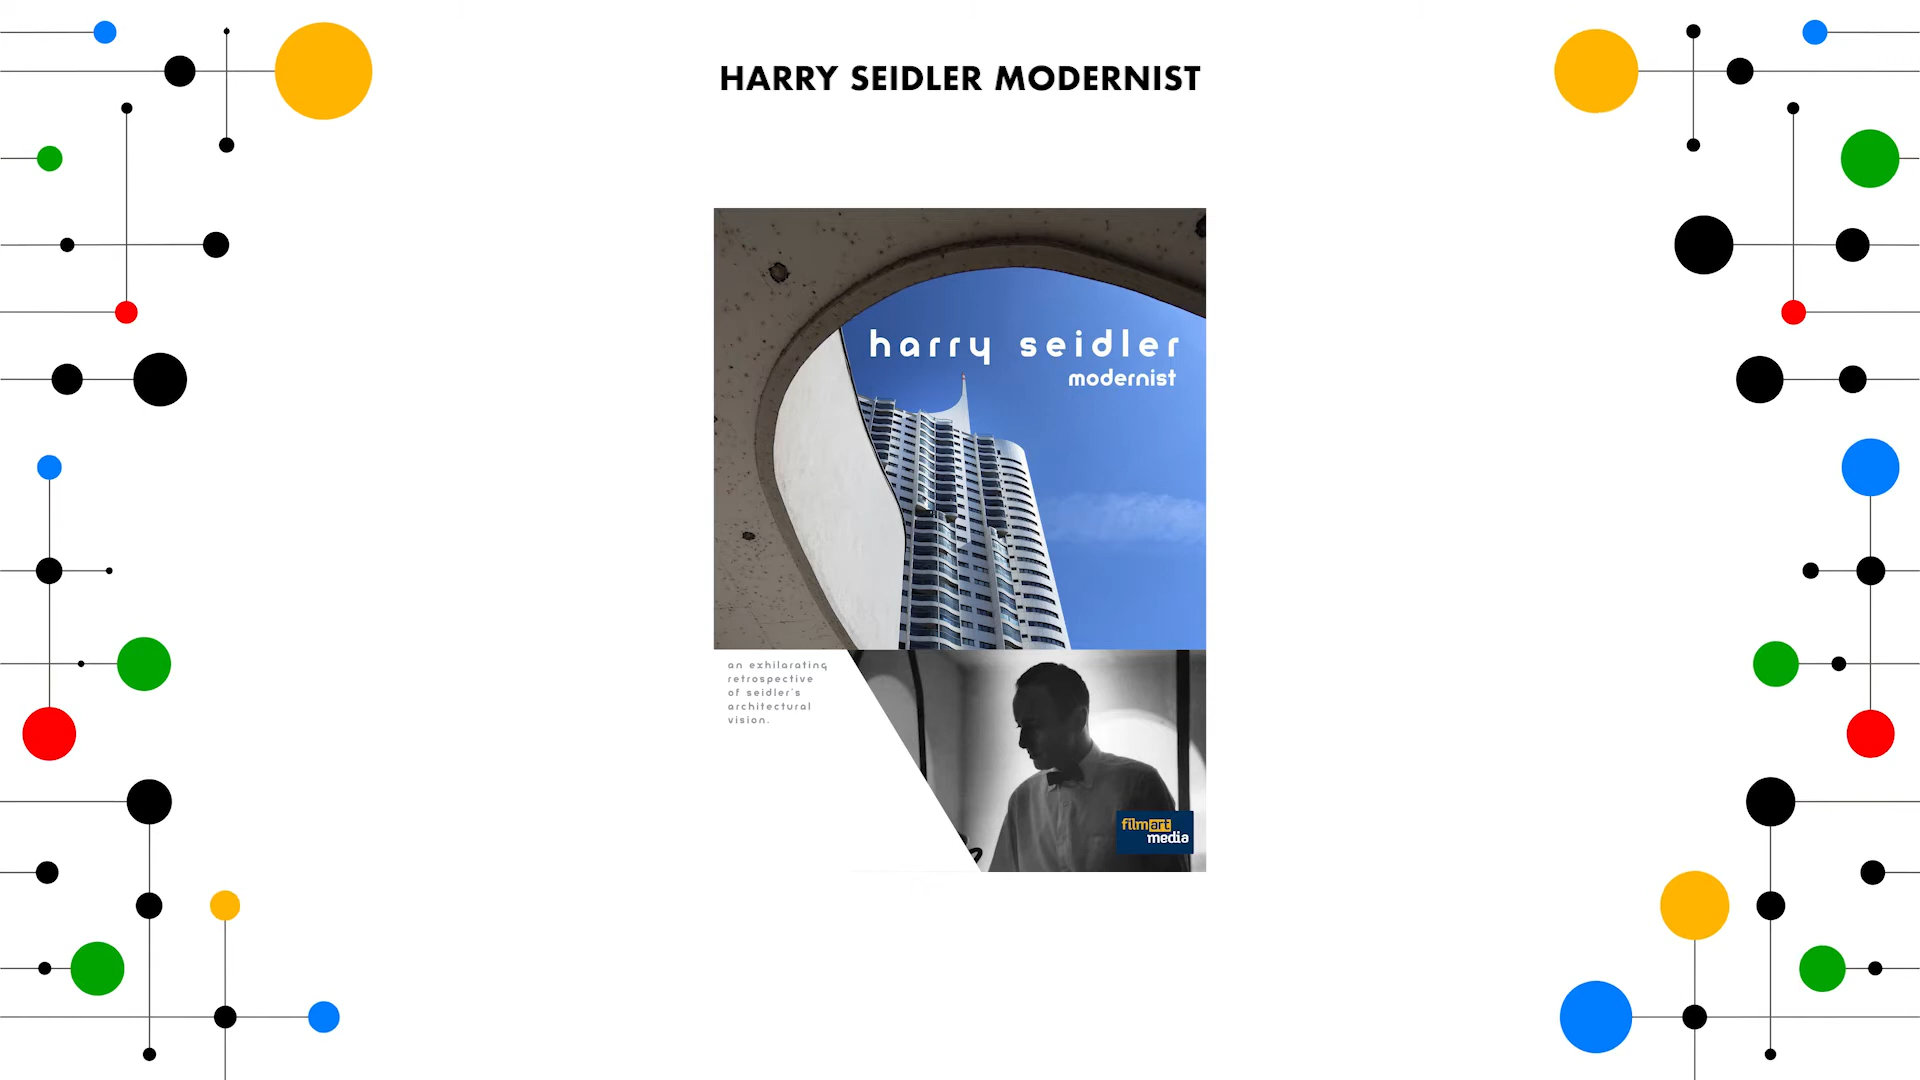 HARRY SEIDLER MODERNIST
harry seidler
modernist
an exhilarating
retrospective
of seidler's
architectural
vision.
filmart
media